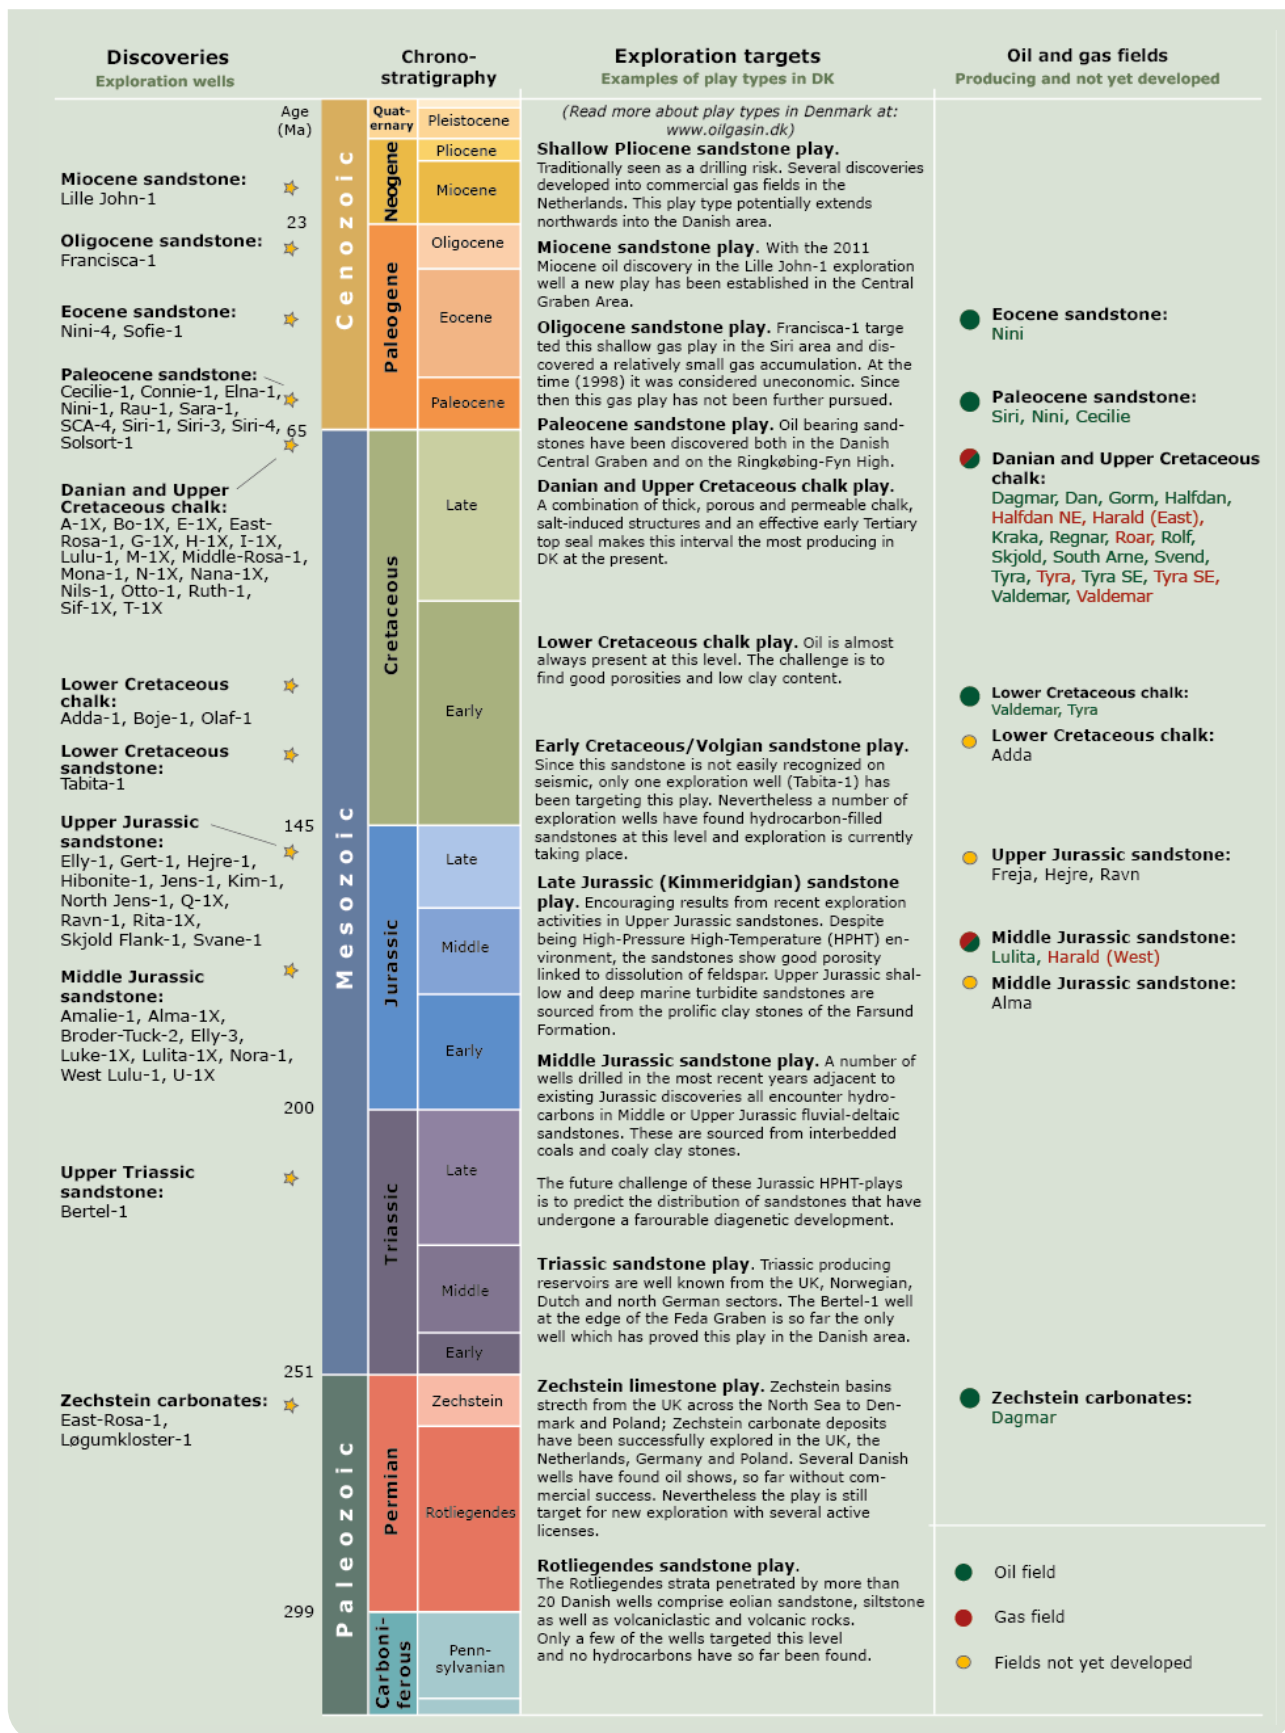 Discoveries
Exploration wells
Chrono-
stratigraphy
Exploration targets
Examples of play types in DK
Oil and gas fields
Producing and not yet developed
Age
(Ma)
Miocene sandstone:
Lille John-1
23
Oligocene sandstone:
Francisca-1
Eocene sandstone:
Nini-4, Sofie-1
Paleocene sandstone:
Cecilie-1, Connie-1, Elna-1,
Nini-1, Rau-1, Sara-1,
SCA-4, Siri-1, Siri-3, Siri-4,
Solsort-1
65
Danian and Upper
Cretaceous chalk:
A-1X, Bo-1X, E-1X, East-
Rosa-1, G-1X, H-1X, I-1X,
Lulu-1, M-1X, Middle-Rosa-1,
Mona-1, N-1X, Nana-1X,
Nils-1, Otto-1, Ruth-1,
Sif-1X, T-1X
Lower Cretaceous
chalk:
Adda-1, Boje-1, Olaf-1
Lower Cretaceous
sandstone:
Tabita-1
145
Upper Jurassic
sandstone:
Elly-1, Gert-1, Hejre-1,
Hibonite-1, Jens-1, Kim-1,
North Jens-1, Q-1X,
Ravn-1, Rita-1X,
Skjold Flank-1, Svane-1
Middle Jurassic
sandstone:
Amalie-1, Alma-1X,
Broder-Tuck-2, Elly-3,
Luke-1X, Lulita-1X, Nora-1,
West Lulu-1, U-1X
200
Upper Triassic
sandstone:
Bertel-1
251
Zechstein carbonates:
East-Rosa-1,
Løgumkloster-1
299
Cenozoic
Mesozoic
Paleozoic
Quat-
ernary
Neogene
Paleogene
Cretaceous
Jurassic
Triassic
Permian
Carboni-
ferous
Pleistocene
Pliocene
Miocene
Oligocene
Eocene
Paleocene
Late
Early
Late
Middle
Early
Late
Middle
Early
Zechstein
Rotliegendes
Penn-
sylvanian
(Read more about play types in Denmark at:
www.oilgasin.dk)
Shallow Pliocene sandstone play.
Traditionally seen as a drilling risk. Several discoveries
developed into commercial gas fields in the
Netherlands. This play type potentially extends
northwards into the Danish area.
Miocene sandstone play. With the 2011
Miocene oil discovery in the Lille John-1 exploration
well a new play has been established in the Central
Graben Area.
Oligocene sandstone play. Francisca-1 targe
ted this shallow gas play in the Siri area and dis-
covered a relatively small gas accumulation. At the
time (1998) it was considered uneconomic. Since
then this gas play has not been further pursued.
Paleocene sandstone play. Oil bearing sand-
stones have been discovered both in the Danish
Central Graben and on the Ringkøbing-Fyn High.
Danian and Upper Cretaceous chalk play.
A combination of thick, porous and permeable chalk,
salt-induced structures and an effective early Tertiary
top seal makes this interval the most producing in
DK at the present.
Lower Cretaceous chalk play. Oil is almost
always present at this level. The challenge is to
find good porosities and low clay content.
Early Cretaceous/Volgian sandstone play.
Since this sandstone is not easily recognized on
seismic, only one exploration well (Tabita-1) has
been targeting this play. Nevertheless a number of
exploration wells have found hydrocarbon-filled
sandstones at this level and exploration is currently
taking place.
Late Jurassic (Kimmeridgian) sandstone
play. Encouraging results from recent exploration
activities in Upper Jurassic sandstones. Despite
being High-Pressure High-Temperature (HPHT) en-
vironment, the sandstones show good porosity
linked to dissolution of feldspar. Upper Jurassic shal-
low and deep marine turbidite sandstones are
sourced from the prolific clay stones of the Farsund
Formation.
Middle Jurassic sandstone play. A number of
wells drilled in the most recent years adjacent to
existing Jurassic discoveries all encounter hydro-
carbons in Middle or Upper Jurassic fluvial-deltaic
sandstones. These are sourced from interbedded
coals and coaly clay stones.
The future challenge of these Jurassic HPHT-plays
is to predict the distribution of sandstones that have
undergone a farourable diagenetic development.
Triassic sandstone play. Triassic producing
reservoirs are well known from the UK, Norwegian,
Dutch and north German sectors. The Bertel-1 well
at the edge of the Feda Graben is so far the only
well which has proved this play in the Danish area.
Zechstein limestone play. Zechstein basins
strecth from the UK across the North Sea to Den-
mark and Poland; Zechstein carbonate deposits
have been successfully explored in the UK, the
Netherlands, Germany and Poland. Several Danish
wells have found oil shows, so far without com-
mercial success. Nevertheless the play is still
target for new exploration with several active
licenses.
Rotliegendes sandstone play.
The Rotliegendes strata penetrated by more than
20 Danish wells comprise eolian sandstone, siltstone
as well as volcaniclastic and volcanic rocks.
Only a few of the wells targeted this level
and no hydrocarbons have so far been found.
Eocene sandstone:
Nini
Paleocene sandstone:
Siri, Nini, Cecilie
Danian and Upper Cretaceous
chalk:
Dagmar, Dan, Gorm, Halfdan,
Halfdan NE, Harald (East),
Kraka, Regnar, Roar, Rolf,
Skjold, South Arne, Svend,
Tyra, Tyra, Tyra SE, Tyra SE,
Valdemar, Valdemar
Lower Cretaceous chalk:
Valdemar, Tyra
Lower Cretaceous chalk:
Adda
Upper Jurassic sandstone:
Freja, Hejre, Ravn
Middle Jurassic sandstone:
Lulita, Harald (West)
Middle Jurassic sandstone:
Alma
Zechstein carbonates:
Dagmar
Oil field
Gas field
Fields not yet developed